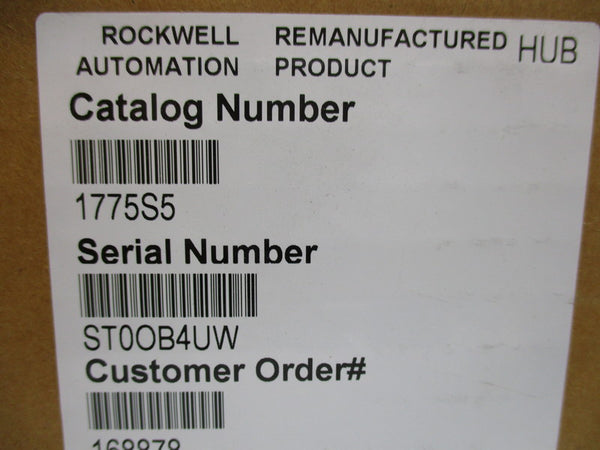 ROCKWELL REMANUFACTURED HUB
AUTOMATION PRODUCT
Catalog Number
1775S5
Serial Number
ST0OB4UW
Customer Order#